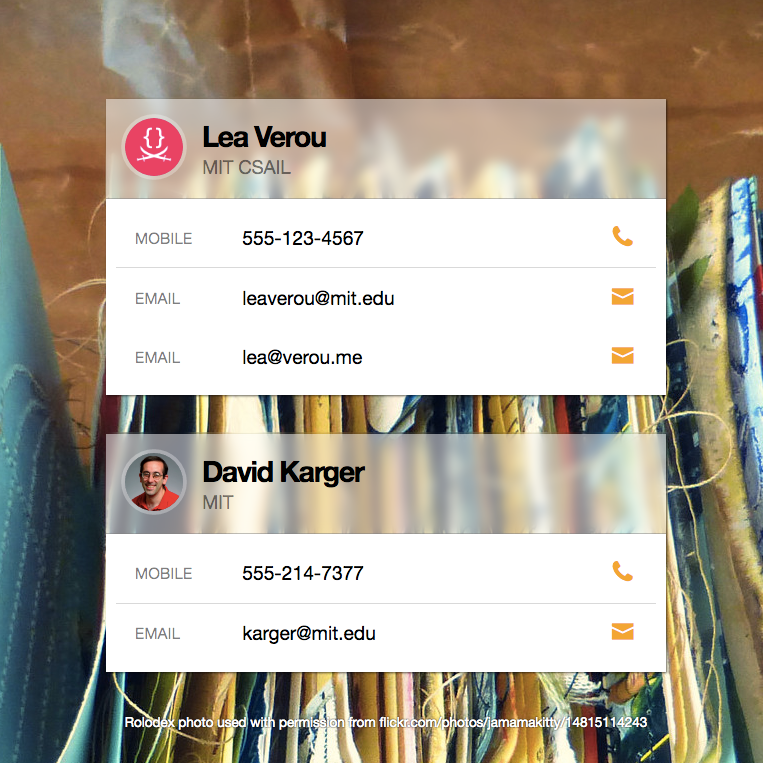 Lea Verou
MIT CSAIL
MOBILE 555-123-4567
EMAIL leaverou@mit.edu
EMAIL lea@verou.me
David Karger
MIT
MOBILE 555-214-7377
EMAIL karger@mit.edu
Rolodex photo used with permission from flickr.com/photos/jamamakitty/14815114243